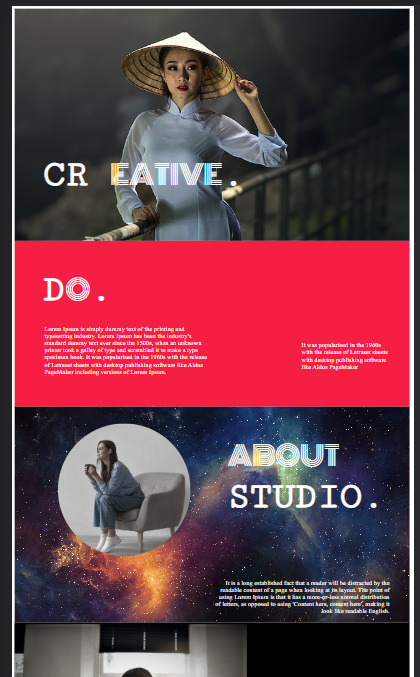 CR EATIVE.
DO.
Lorem Ipsum is simply dummy text of the printing and
typesetting industry. Lorem Ipsum has been the industry's
standard dummy text ever since the 1500s, when an unknown
printer took a galley of type and scrambled it to make a type
specimen book. It was popularised in the 1960s with the release
of Letraset sheets with desktop publishing software like Aldus
PageMaker including versions of Lorem Ipsum.
It was popularised in the 1960s
with the release of Letraset sheets
with desktop publishing software
like Aldus PageMaker
ABOUT
STUDIO.
It is a long established fact that a reader will be distracted by the
readable content of a page when looking at its layout. The point of
using Lorem Ipsum is that it has a more-or-less normal distribution
of letters, as opposed to using 'Content here, content here', making it
look like readable English.